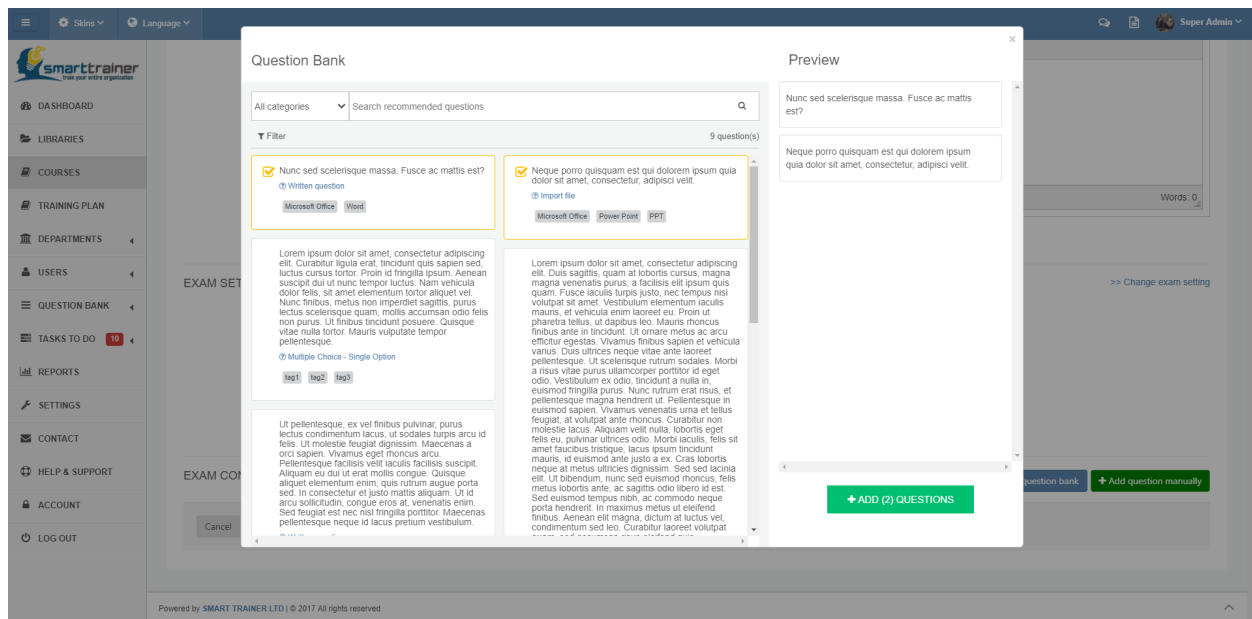 Skins
Language
Super Admin
smarttrainer
train your entire organization
DASHBOARD
LIBRARIES
COURSES
TRAINING PLAN
DEPARTMENTS
USERS
QUESTION BANK
TASKS TO DO 10
REPORTS
SETTINGS
CONTACT
HELP & SUPPORT
ACCOUNT
LOG OUT
Words: 0
EXAM SET
>> Change exam setting
EXAM CON
question bank
+ Add question manually
Cancel
×
Question Bank
All categories
Search recommended questions
Filter
9 question(s)
Nunc sed scelerisque massa. Fusce ac mattis est?
Written question
Microsoft Office Word
Lorem ipsum dolor sit amet, consectetur adipiscing
elit. Curabitur ligula erat, tincidunt quis sapien sed,
luctus cursus tortor. Proin id fringilla ipsum. Aenean
suscipit dui ut nunc tempor luctus. Nam vehicula
dolor felis, sit amet elementum tortor aliquet vel.
Nunc finibus, metus non imperdiet sagittis, purus
lectus scelerisque quam, mollis accumsan odio felis
non purus. Ut finibus tincidunt posuere. Quisque
vitae nulla tortor. Mauris vulputate tempor
pellentesque.
Multiple Choice - Single Option
tag1 tag2 tag3
Ut pellentesque, ex vel finibus pulvinar, purus
lectus condimentum lacus, ut sodales turpis arcu id
felis. Ut molestie feugiat dignissim. Maecenas a
orci sapien. Vivamus eget rhoncus arcu.
Pellentesque facilisis velit iaculis facilisis suscipit.
Aliquam eu dui ut erat mollis congue. Quisque
aliquet elementum enim, quis rutrum augue porta
sed. In consectetur et justo mattis aliquam. Ut id
arcu sollicitudin, congue eros at, venenatis enim.
Sed feugiat est nec nisl fringilla porttitor. Maecenas
pellentesque neque id lacus pretium vestibulum.
Neque porro quisquam est qui dolorem ipsum quia
dolor sit amet, consectetur, adipisci velit.
Import file
Microsoft Office Power Point PPT
Lorem ipsum dolor sit amet, consectetur adipiscing
elit. Duis sagittis, quam at lobortis cursus, magna
magna venenatis purus, a facilisis elit ipsum quis
quam. Fusce iaculis turpis justo, nec tempus nisi
volutpat sit amet. Vestibulum elementum iaculis
mauris, et vehicula enim laoreet eu. Proin ut
pharetra tellus, ut dapibus leo. Mauris rhoncus
finibus ante in tincidunt. Ut ornare metus ac arcu
efficitur egestas. Vivamus finibus sapien et vehicula
varius. Duis ultrices neque vitae ante laoreet
pellentesque. Ut scelerisque rutrum sodales. Morbi
a risus vitae purus ullamcorper porttitor id eget
odio. Vestibulum ex odio, tincidunt a nulla in,
euismod fringilla purus. Nunc rutrum erat risus, et
pellentesque magna hendrerit ut. Pellentesque in
euismod sapien. Vivamus venenatis urna et tellus
feugiat, at volutpat ante rhoncus. Curabitur non
molestie lacus. Aliquam velit nulla, lobortis eget
felis eu, pulvinar ultrices odio. Morbi iaculis, felis sit
amet faucibus tristique, lacus ipsum tincidunt
mauris, id euismod ante justo a ex. Cras lobortis
neque at metus ultricies dignissim. Sed sed lacinia
elit. Ut bibendum, nunc sed euismod rhoncus, felis
metus lobortis ante, ac sagittis odio libero id est.
Sed euismod tempus nibh, ac commodo neque
porta hendrerit. In maximus metus ut eleifend
finibus. Aenean elit magna, dictum at luctus vel,
condimentum sed leo. Curabitur laoreet volutpat
Preview
Nunc sed scelerisque massa. Fusce ac mattis
est?
Neque porro quisquam est qui dolorem ipsum
quia dolor sit amet, consectetur, adipisci velit.
+ ADD (2) QUESTIONS
Powered by SMART TRAINER LTD | © 2017 All rights reserved